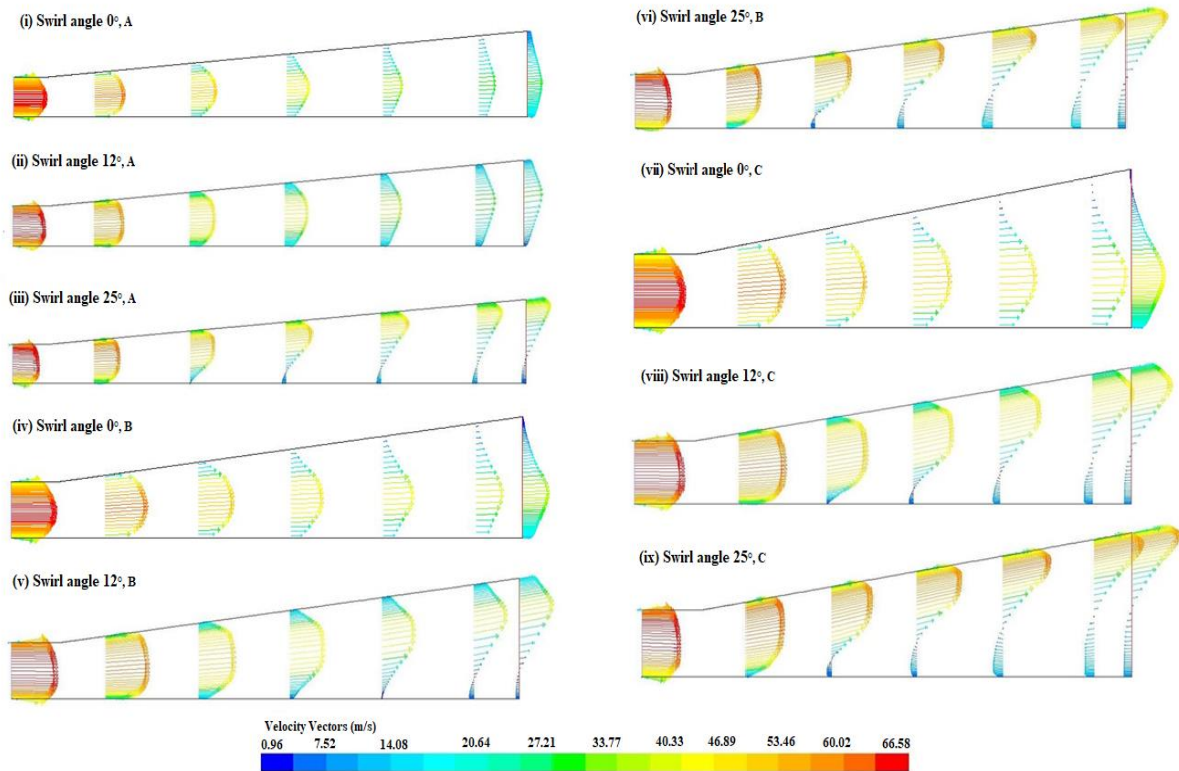 (i) Swirl angle 0°, A
(ii) Swirl angle 12°, A
(iii) Swirl angle 25°, A
(iv) Swirl angle 0°, B
(v) Swirl angle 12°, B
(vi) Swirl angle 25°, B
(vii) Swirl angle 0°, C
(viii) Swirl angle 12°, C
(ix) Swirl angle 25°, C
Velocity Vectors (m/s)
0.96 7.52 14.08 20.64 27.21 33.77 40.33 46.89 53.46 60.02 66.58